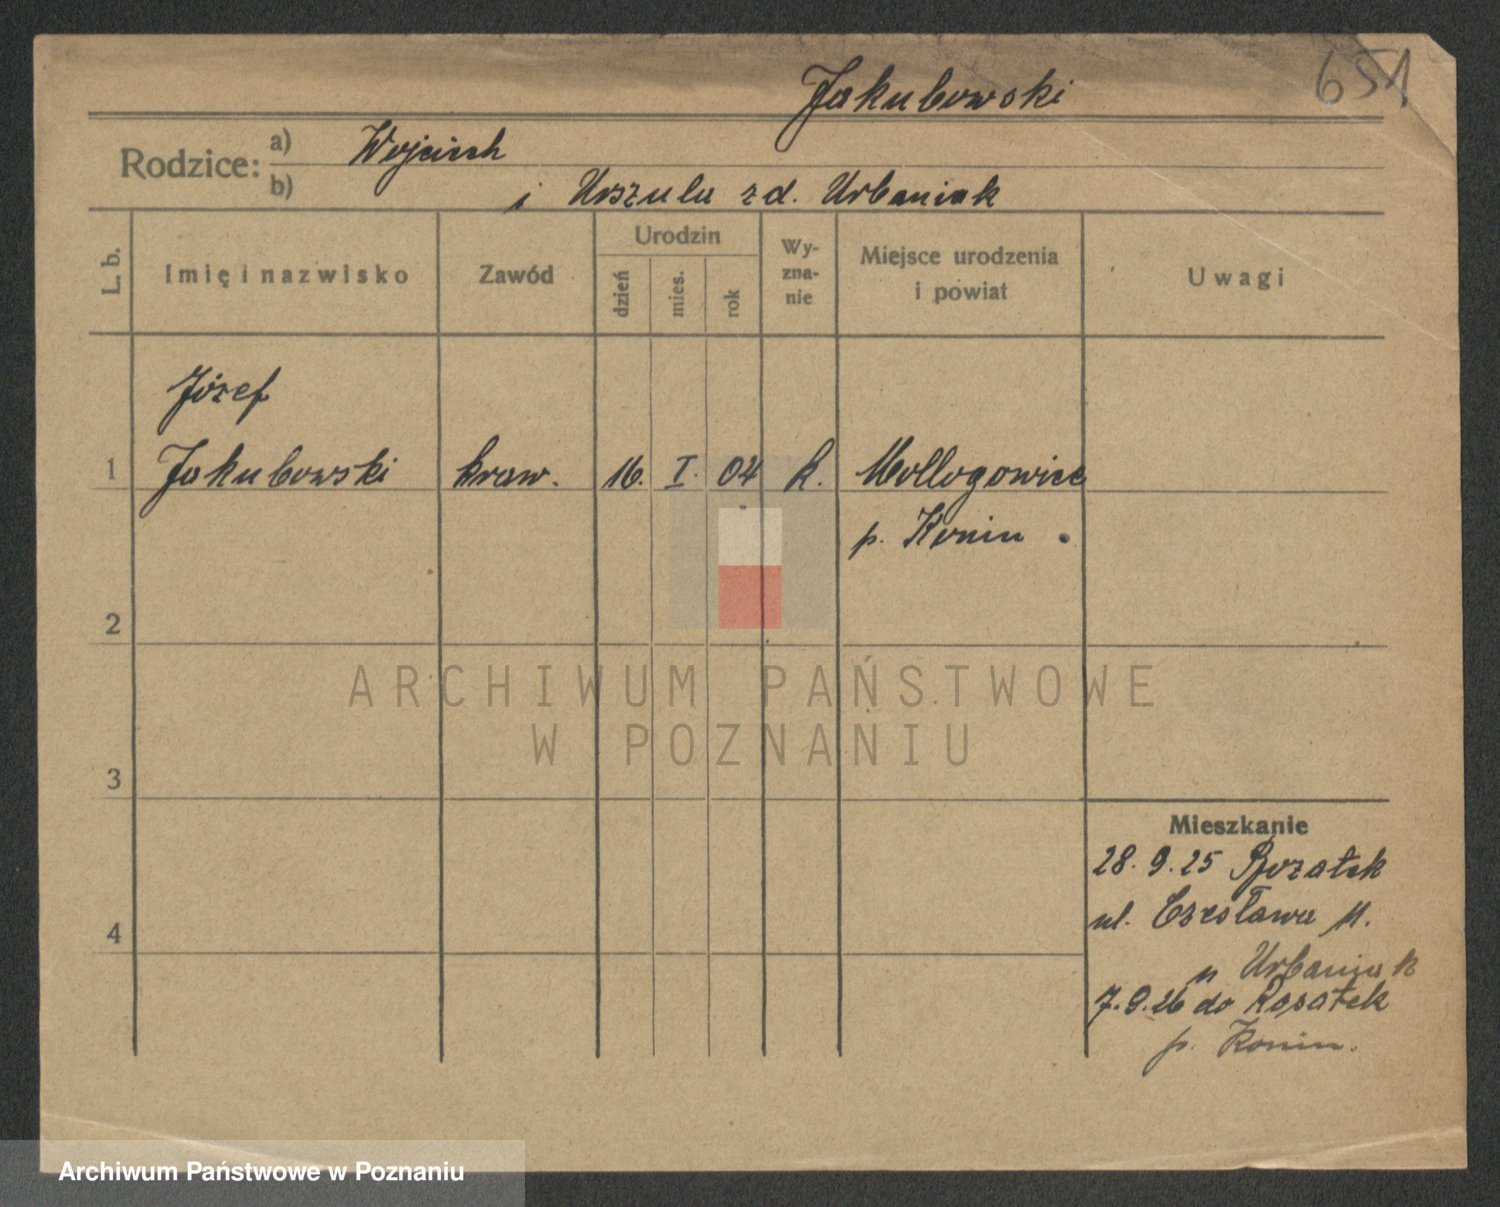 Jakubowski
651
Rodzice:
a) Wojciech
b) i Urszula zd. Urbaniak
L. b.
Imię i nazwisko
Zawód
Urodzin
dzień
mies.
rok
Wy-
zna-
nie
Miejsce urodzenia
i powiat
Uwagi
Józef
1 Jakubowski kraw. 16. I. 04 k.
p. Konin
2
3
4
Mieszkanie
28. 9. 25
ul. Czesława 11.
u Urbaniak
7. 9. 26 do
p. Konin.
ARCHIWUM PAŃSTWOWE
W POZNANIU
Archiwum Państwowe w Poznaniu